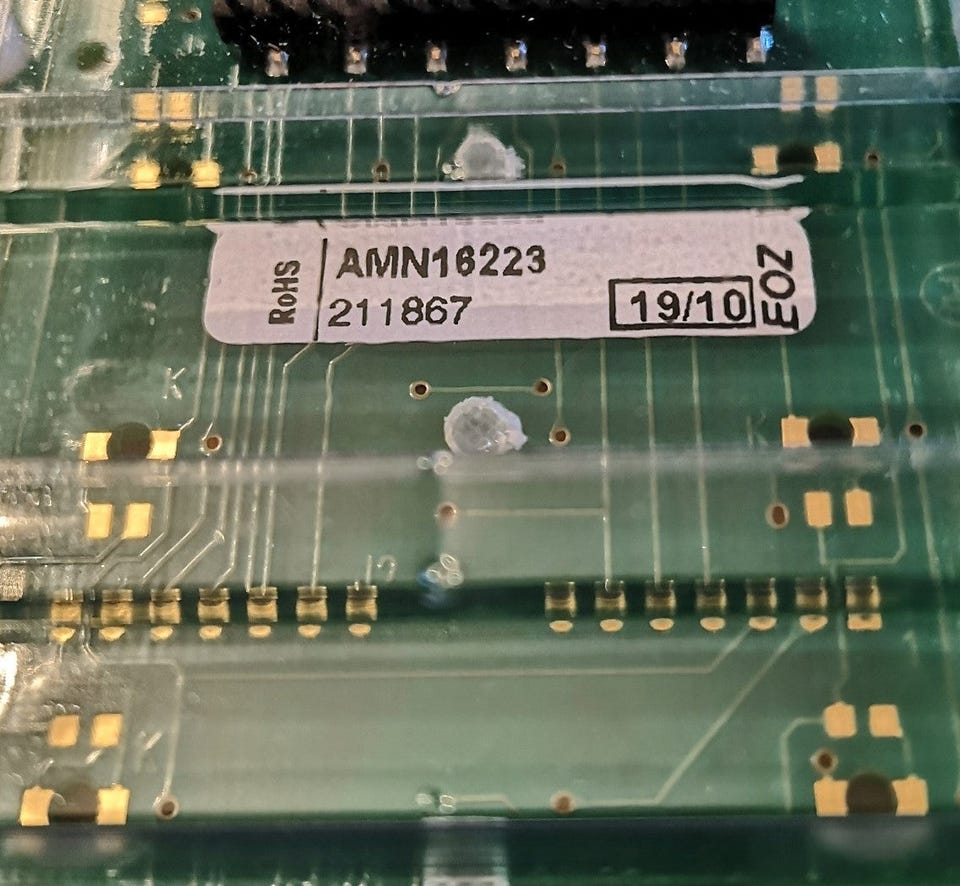 RoHS
AMN16223
211867
19/10
EOZ
K
K
K